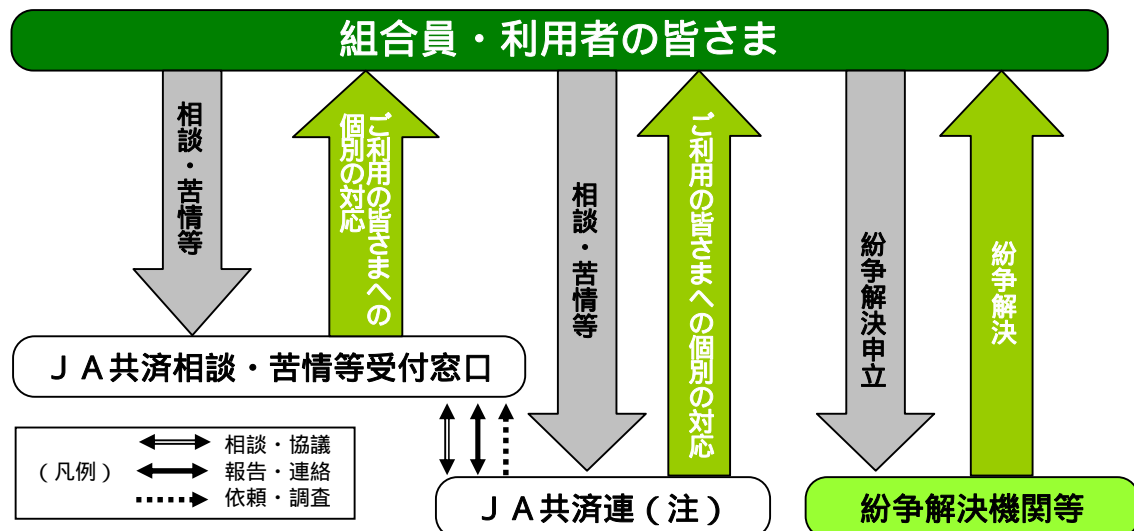 組合員・利用者の皆さま
相談・苦情等
ご利用の皆さまへの
個別の対応
相談・苦情等
ご利用の皆さまへの個別の対応
紛争解決申立
紛争解決
ＪＡ共済相談・苦情等受付窓口
（凡例）
相談・協議
報告・連絡
依頼・調査
ＪＡ共済連（注）
紛争解決機関等